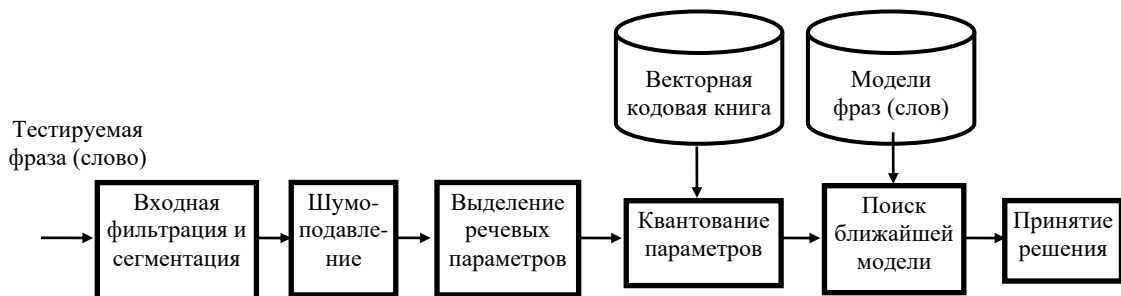 Векторная
кодовая книга
Модели
фраз (слов)
Тестируемая
фраза (слово)
Входная
фильтрация и
сегментация
Шумо-
подавле-
ние
Выделение
речевых
параметров
Квантование
параметров
Поиск
ближайшей
модели
Принятие
решения